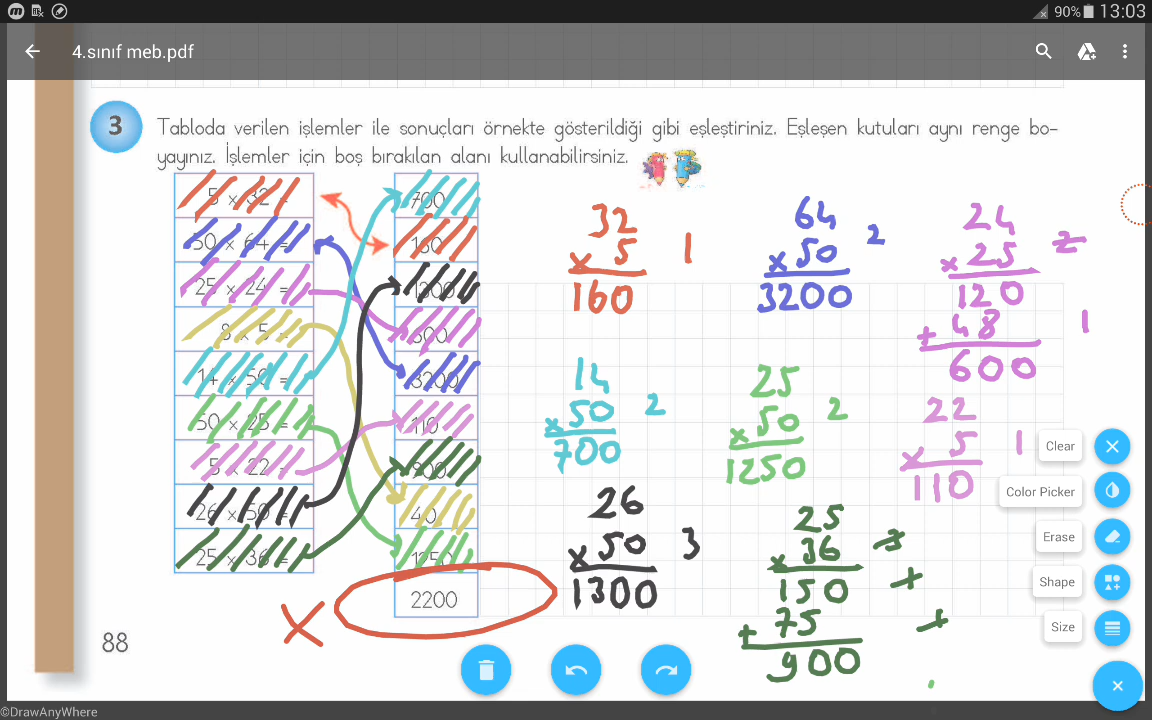 90% 13:03
4.sınıf meb.pdf
3 Tabloda verilen işlemler ile sonuçları örnekte gösterildiği gibi eşleştiriniz. Eşleşen kutuları aynı renge bo-
yayınız. İşlemler için boş bırakılan alanı kullanabilirsiniz.
5 x 32 =
50 x 64 =
25 x 24 =
8 x 5 =
14 x 50 =
50 x 25 =
5 x 22 =
26 x 50 =
25 x 36 =
700
160
1300
600
3200
110
900
40
1250
2200
32
x 5 1
160
64
x 50 2
3200
24
x 25 2
120
+ 48 1
600
14
x 50 2
700
25
x 50 2
1250
22
x 5 1
110
26
x 50 3
1300
25
x 36 3
150 +
+ 75 +
900
Clear
Color Picker
Erase
Shape
Size
88
©DrawAnyWhere